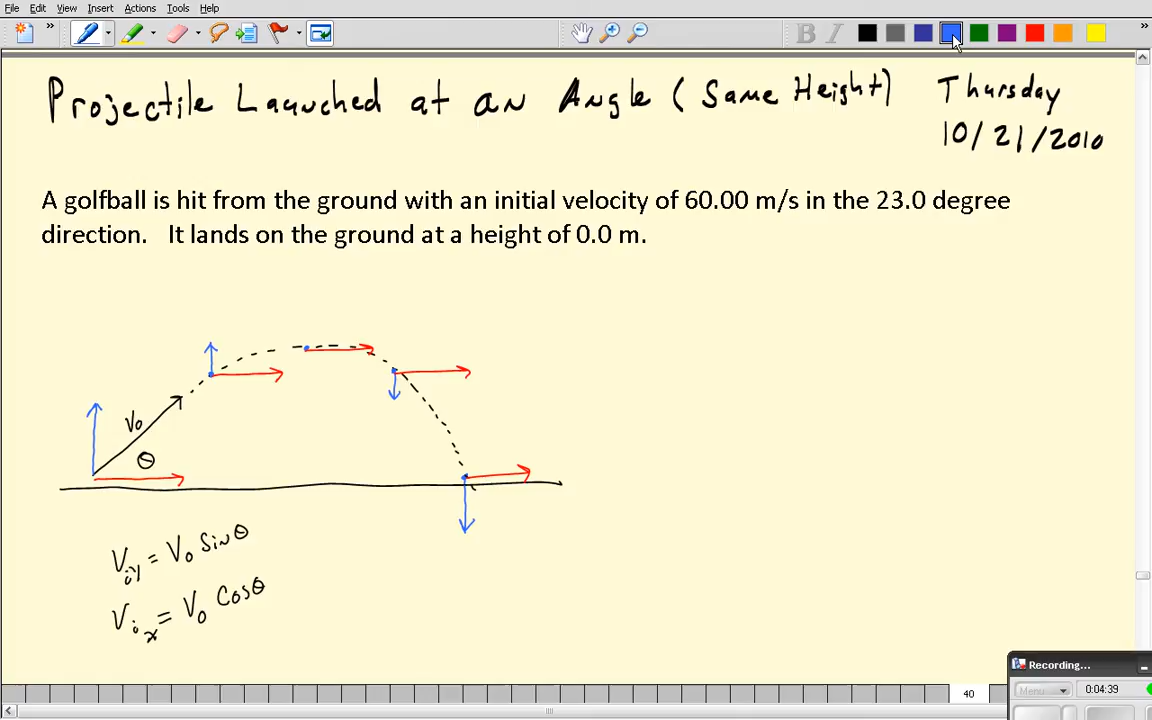 File Edit View Insert Actions Tools Help
» B I »
Projectile Launched at an Angle (Same Height) Thursday
10/21/2010
A golfball is hit from the ground with an initial velocity of 60.00 m/s in the 23.0 degree
direction. It lands on the ground at a height of 0.0 m.
V₀
θ
Viy = V₀ Sinθ
Vix = V₀ Cosθ
Recording...
40
Menu 0:04:39